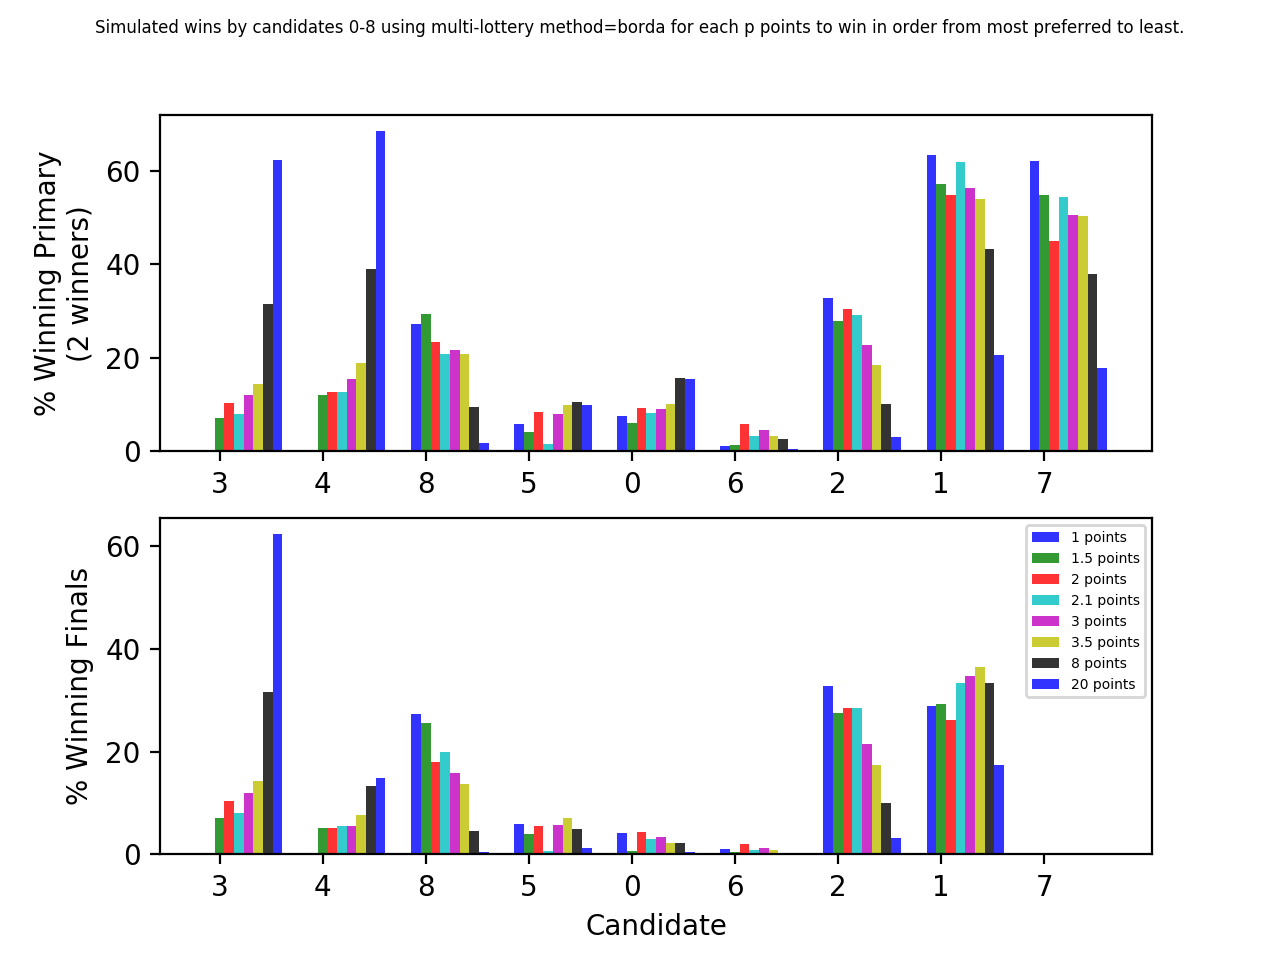 Simulated wins by candidates 0-8 using multi-lottery method=borda for each p points to win in order from most preferred to least.
% Winning Primary
(2 winners)
60
40
20
0
3 4 8 5 0 6 2 1 7
% Winning Finals
60
40
20
0
1 points
1.5 points
2 points
2.1 points
3 points
3.5 points
8 points
20 points
3 4 8 5 0 6 2 1 7
Candidate